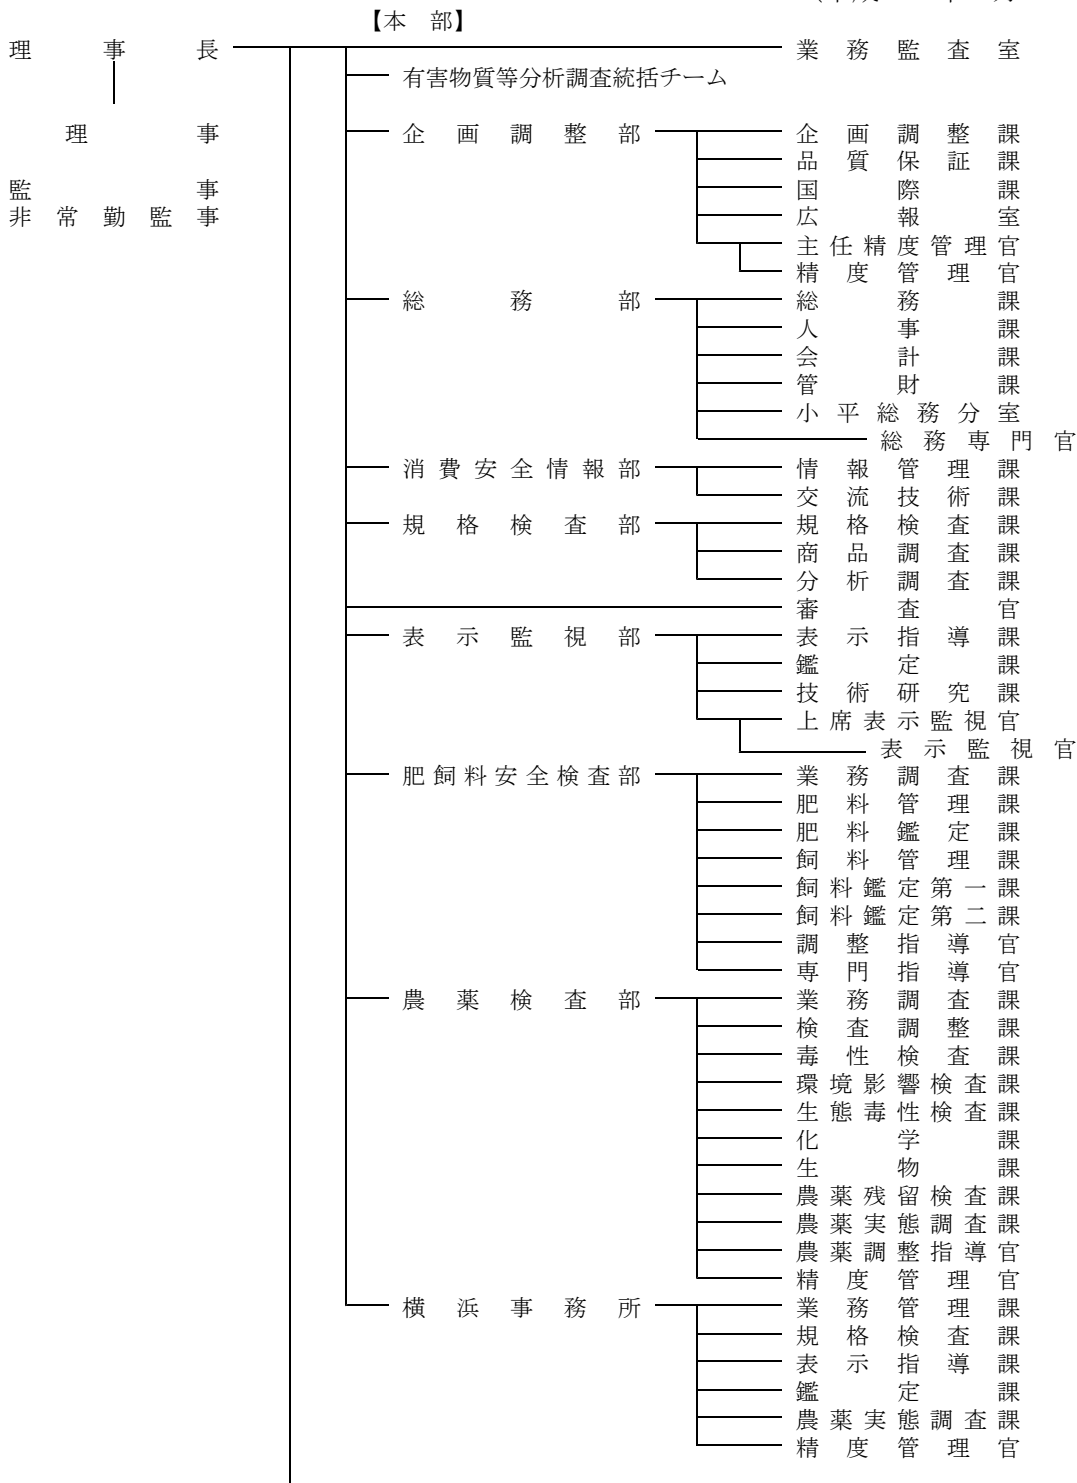 【本 部】
理事長 業務監査室
有害物質等分析調査統括チーム
理事 企画調整部 企画調整課
品質保証課
監事 国際課
非常勤監事 広報室
主任精度管理官
精度管理官
総務部 総務課
人事課
会計課
管財課
小平総務分室
総務専門官
消費安全情報部 情報管理課
交流技術課
規格検査部 規格検査課
商品調査課
分析調査課
審査官
表示監視部 表示指導課
鑑定課
技術研究課
上席表示監視官
表示監視官
肥飼料安全検査部 業務調査課
肥料管理課
肥料鑑定課
飼料管理課
飼料鑑定第一課
飼料鑑定第二課
調整指導官
専門指導官
農薬検査部 業務調査課
検査調整課
毒性検査課
環境影響検査課
生態毒性検査課
化学課
生物課
農薬残留検査課
農薬実態調査課
農薬調整指導官
精度管理官
横浜事務所 業務管理課
規格検査課
表示指導課
鑑定課
農薬実態調査課
精度管理官